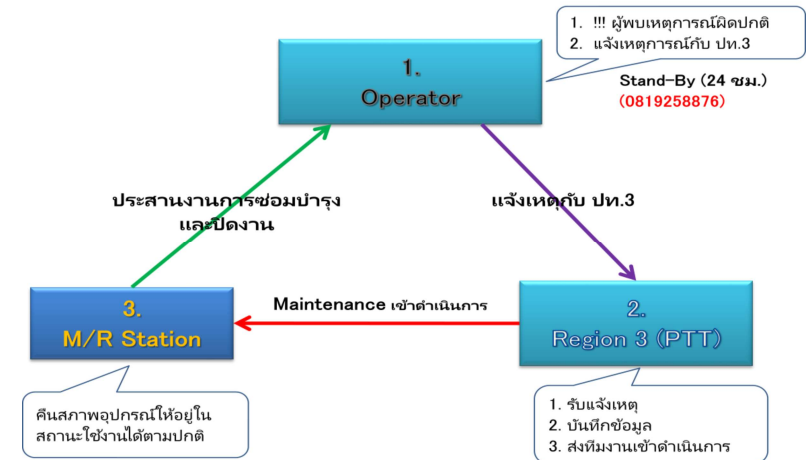 1. !!! ผู้พบเหตุการณ์ผิดปกติ
2. แจ้งเหตุการณ์กับ ปท.3
1.
Operator
Stand-By (24 ชม.)
(0819258876)
ประสานงานการซ่อมบำรุง
และปิดงาน
แจ้งเหตุกับ ปท.3
3.
M/R Station
Maintenance เข้าดำเนินการ
2.
Region 3 (PTT)
คืนสภาพอุปกรณ์ให้อยู่ใน
สถานะใช้งานได้ตามปกติ
1. รับแจ้งเหตุ
2. บันทึกข้อมูล
3. ส่งทีมงานเข้าดำเนินการ